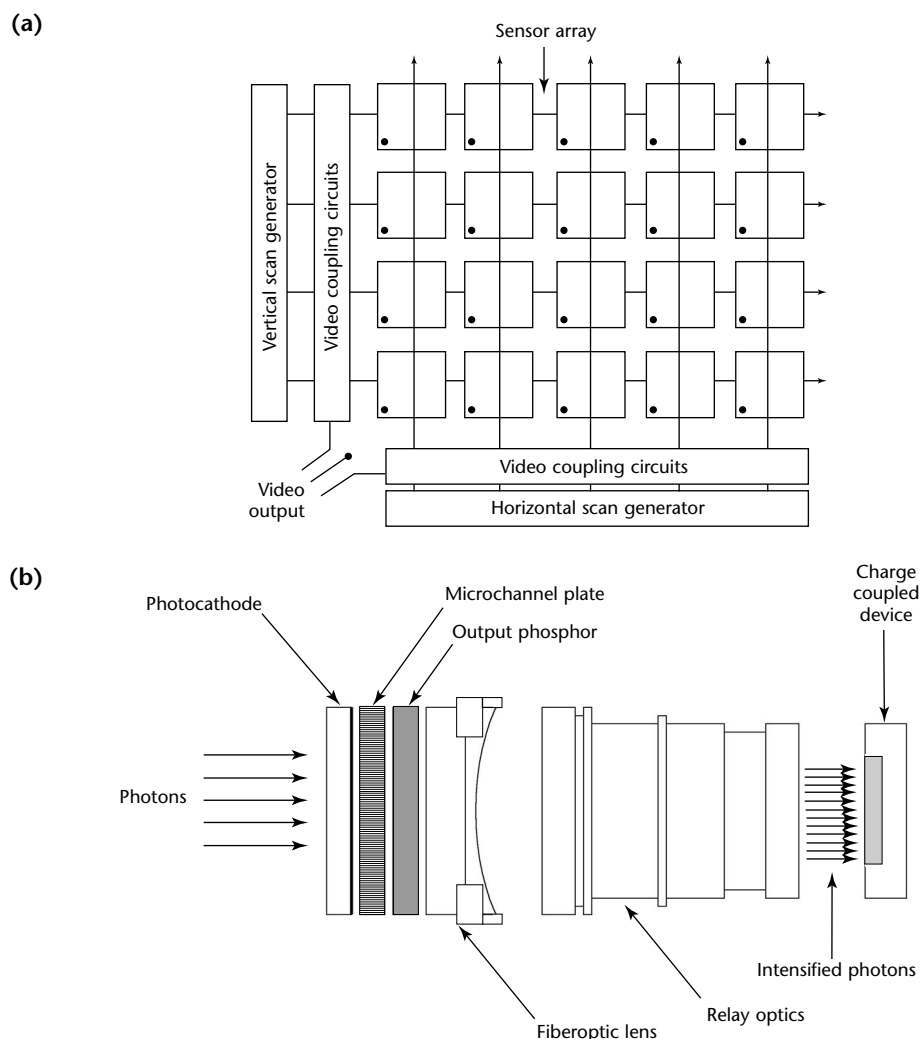 (a)
Sensor array
Vertical scan generator
Video coupling circuits
Video coupling circuits
Video
output
Horizontal scan generator
(b)
Charge
coupled
device
Microchannel plate
Photocathode
Output phosphor
Photons
Intensified photons
Relay optics
Fiberoptic lens